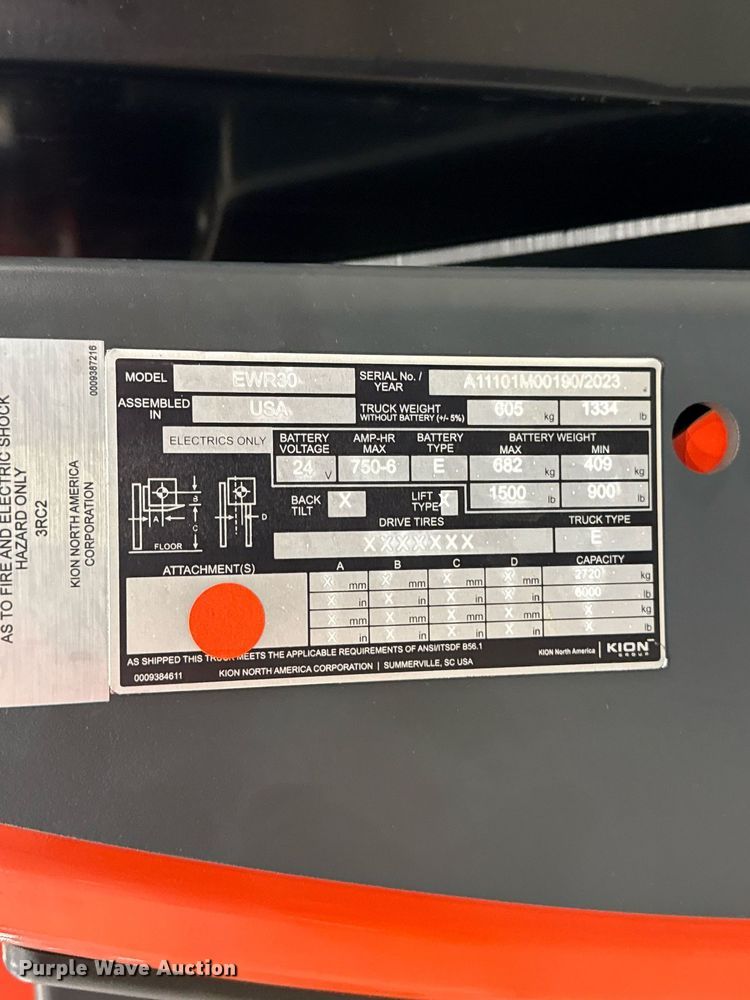 AS TO FIRE AND ELECTRIC SHOCK
HAZARD ONLY
3RC2
KION NORTH AMERICA
CORPORATION
0009387216
MODEL EWR30 SERIAL No. / YEAR A11101M00190/2023
ASSEMBLED IN USA TRUCK WEIGHT WITHOUT BATTERY (+/- 5%) 605 kg 1334 lb
ELECTRICS ONLY BATTERY VOLTAGE AMP-HR MAX BATTERY TYPE BATTERY WEIGHT MAX MIN
24 V 750-6 E 682 kg 409 kg
BACK TILT X LIFT TYPE X 1500 lb 900 lb
DRIVE TIRES TRUCK TYPE
XXXXXXX E
A B C D
FLOOR
ATTACHMENT(S) A B C D CAPACITY
X mm X mm X mm X mm 2720 kg
X in X in X in X in 6000 lb
X mm X mm X mm X mm X kg
X in X in X in X in X lb
AS SHIPPED THIS TRUCK MEETS THE APPLICABLE REQUIREMENTS OF ANSI/ITSDF B56.1
0009384611 KION NORTH AMERICA CORPORATION | SUMMERVILLE, SC USA
KION North America | KION GROUP
Purple Wave Auction